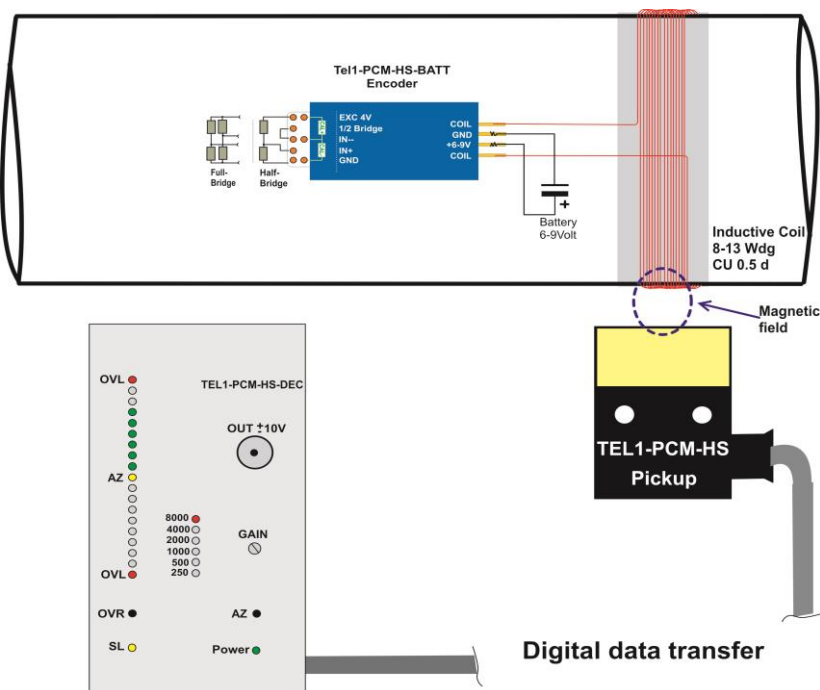 Tel1-PCM-HS-BATT
Encoder
EXC 4V
1/2 Bridge
IN--
IN+
GND
COIL
GND
+6-9V
COIL
Full-
Bridge
Half-
Bridge
+
Battery
6-9Volt
Inductive Coil
8-13 Wdg
CU 0.5 d
Magnetic
field
TEL1-PCM-HS
Pickup
TEL1-PCM-HS-DEC
OVL
OUT ±10V
AZ
8000
4000
2000
1000
500
250
GAIN
OVL
OVR
AZ
SL
Power
Digital data transfer